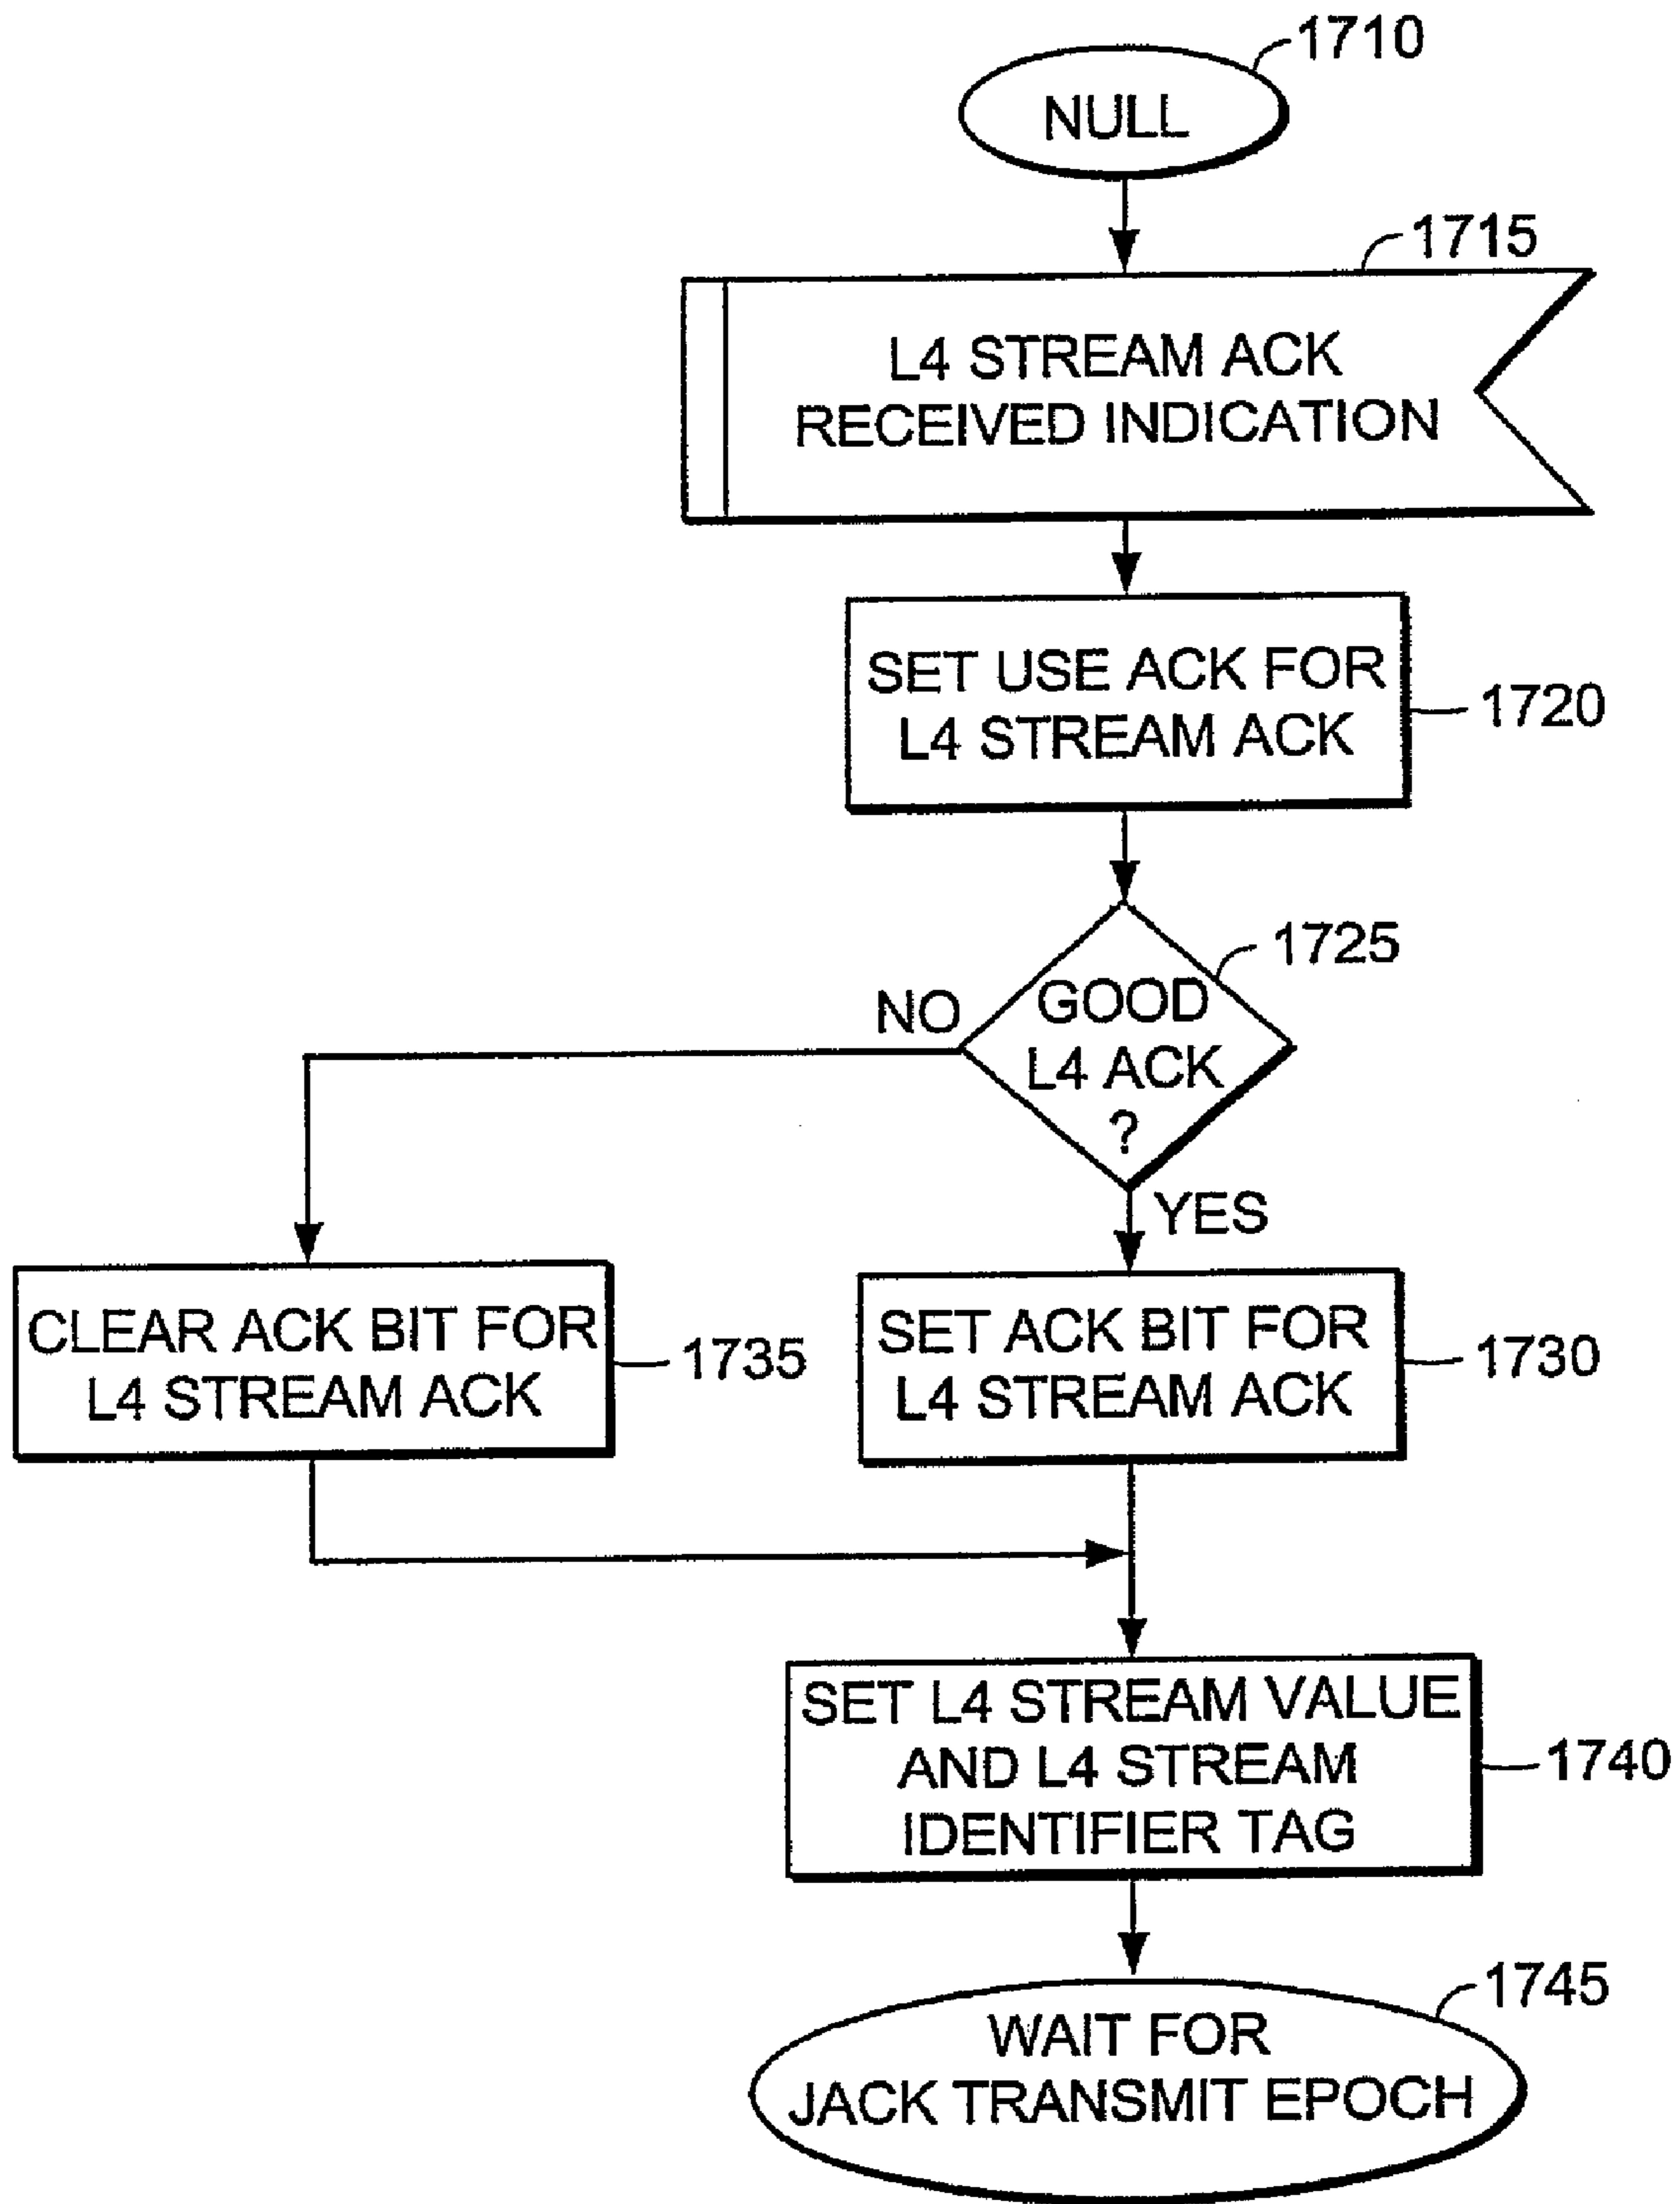 1710
NULL
1715
L4 STREAM ACK
RECEIVED INDICATION
SET USE ACK FOR
L4 STREAM ACK
1720
1725
GOOD
L4 ACK
?
NO
YES
CLEAR ACK BIT FOR
L4 STREAM ACK
1735
SET ACK BIT FOR
L4 STREAM ACK
1730
SET L4 STREAM VALUE
AND L4 STREAM
IDENTIFIER TAG
1740
1745
WAIT FOR
JACK TRANSMIT EPOCH